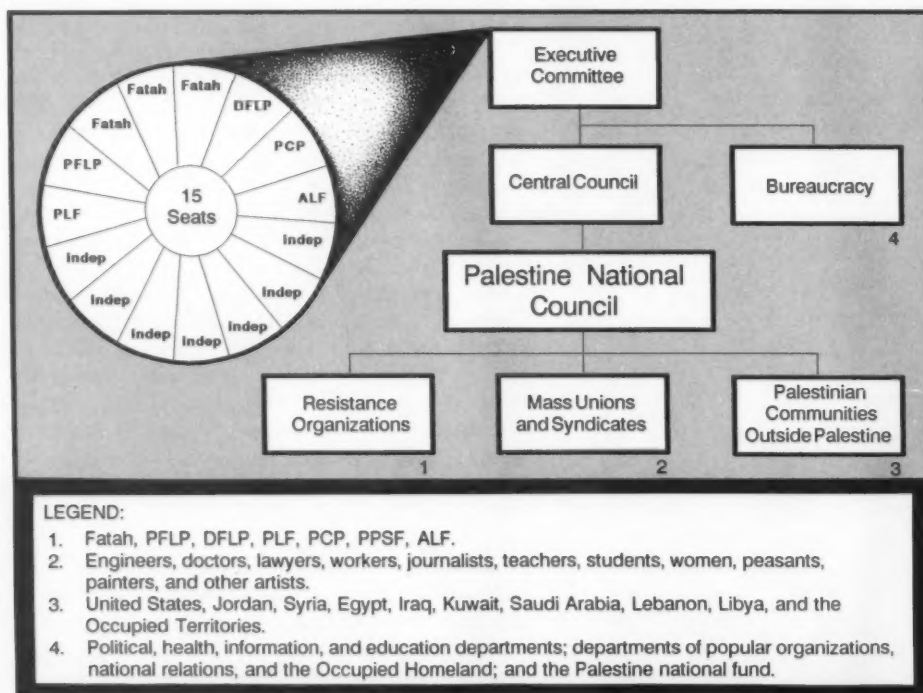 Executive
Committee
Central Council
Bureaucracy
4
Palestine National
Council
Resistance
Organizations
1
Mass Unions
and Syndicates
2
Palestinian
Communities
Outside Palestine
3
15
Seats
Fatah
DFLP
PCP
ALF
Indep
Indep
Indep
Indep
Indep
Indep
Indep
PLF
PFLP
Fatah
Fatah
LEGEND:
1. Fatah, PFLP, DFLP, PLF, PCP, PPSF, ALF.
2. Engineers, doctors, lawyers, workers, journalists, teachers, students, women, peasants,
painters, and other artists.
3. United States, Jordan, Syria, Egypt, Iraq, Kuwait, Saudi Arabia, Lebanon, Libya, and the
Occupied Territories.
4. Political, health, information, and education departments; departments of popular organizations,
national relations, and the Occupied Homeland; and the Palestine national fund.